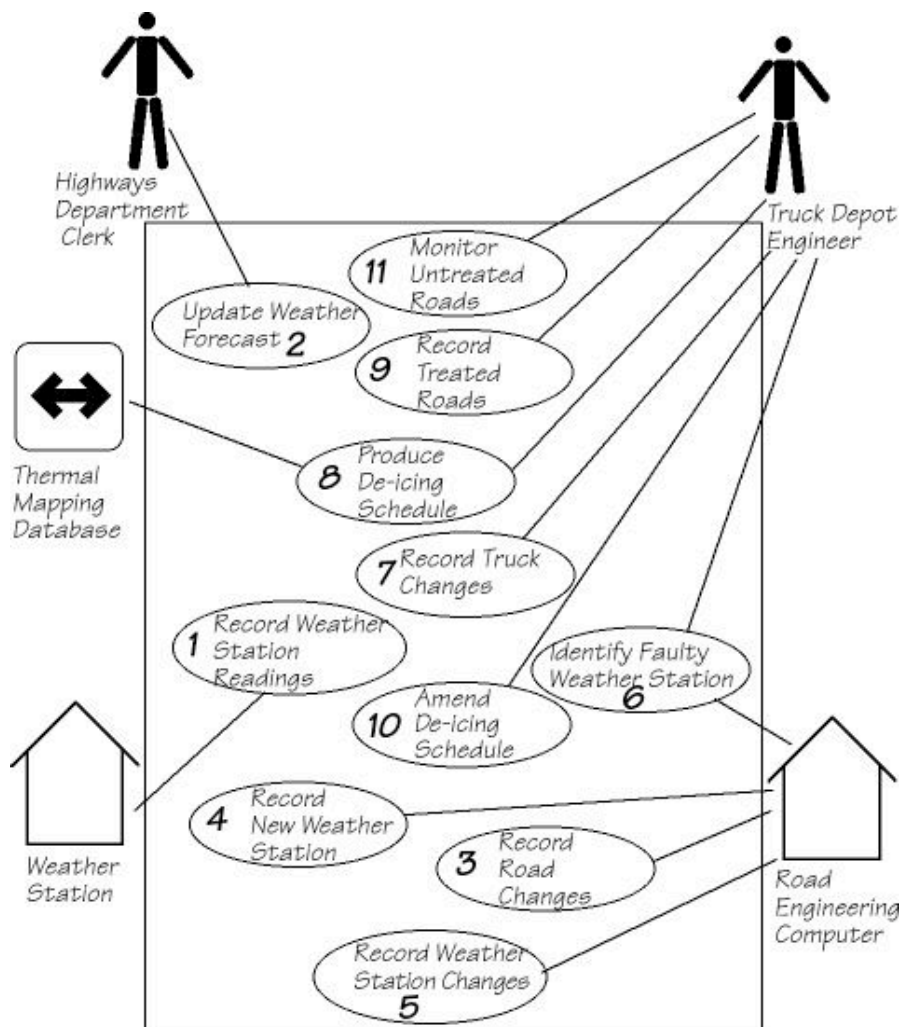 Highways
Department
Clerk
Truck Depot
Engineer
11 Monitor
Untreated
Roads
Update Weather
Forecast 2
9 Record
Treated
Roads
Thermal
Mapping
Database
8 Produce
De-icing
Schedule
7 Record Truck
Changes
1 Record Weather
Station
Readings
Identify Faulty
Weather Station
6
10 Amend
De-icing
Schedule
4 Record
New Weather
Station
Weather
Station
3 Record
Road
Changes
Road
Engineering
Computer
Record Weather
Station Changes
5